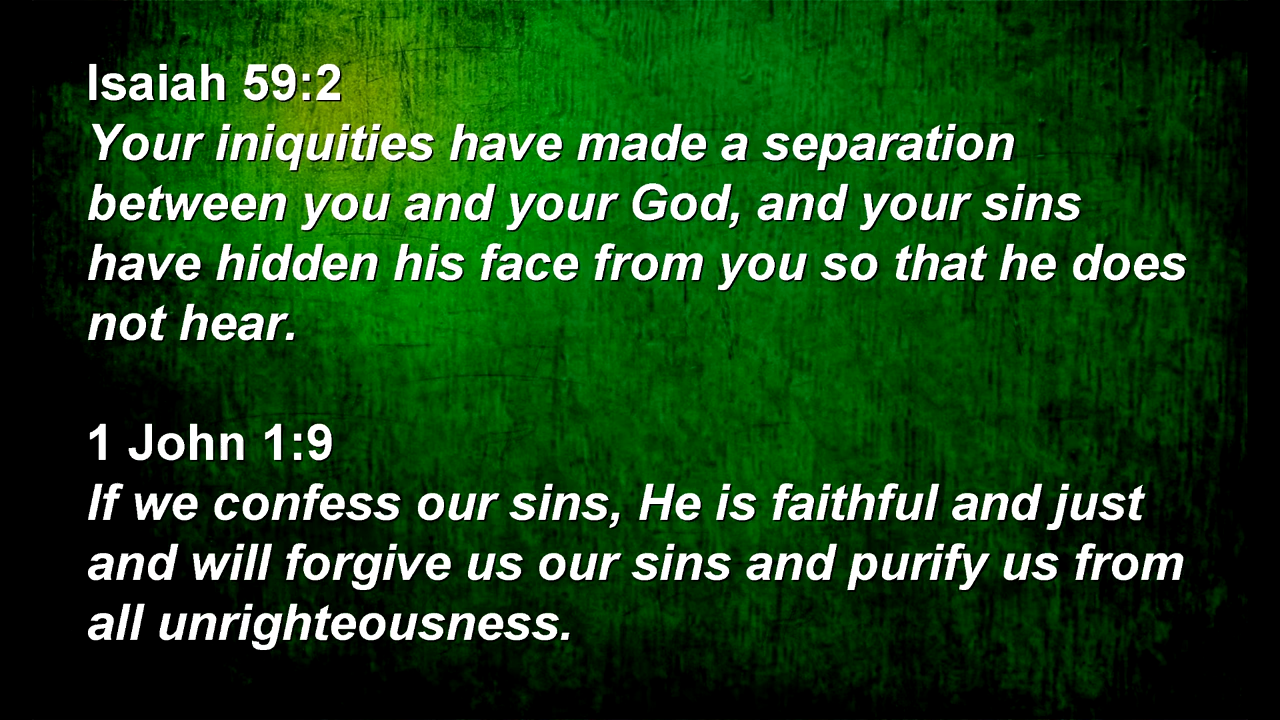 Isaiah 59:2
Your iniquities have made a separation
between you and your God, and your sins
have hidden his face from you so that he does
not hear.
1 John 1:9
If we confess our sins, He is faithful and just
and will forgive us our sins and purify us from
all unrighteousness.